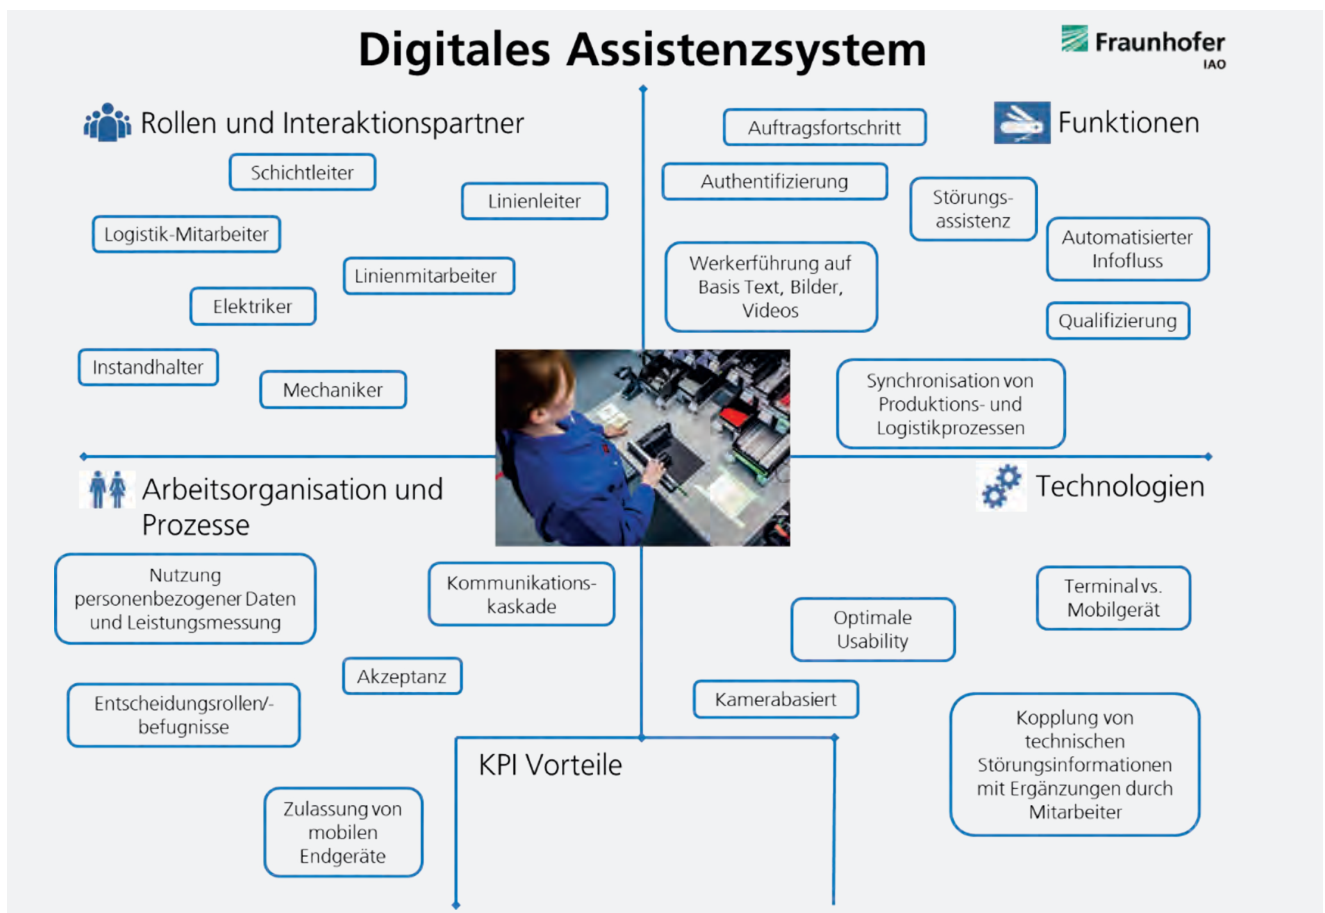 Digitales Assistenzsystem
Fraunhofer
IAO
Rollen und Interaktionspartner
Schichtleiter
Linienleiter
Logistik-Mitarbeiter
Linienmitarbeiter
Elektriker
Instandhalter
Mechaniker
Funktionen
Auftragsfortschritt
Authentifizierung
Störungs-
assistenz
Automatisierter
Infofluss
Werkerführung auf
Basis Text, Bilder,
Videos
Qualifizierung
Synchronisation von
Produktions- und
Logistikprozessen
Arbeitsorganisation und
Prozesse
Nutzung
personenbezogener Daten
und Leistungsmessung
Kommunikations-
kaskade
Akzeptanz
Entscheidungsrollen/-
befugnisse
Zulassung von
mobilen
Endgeräte
Technologien
Terminal vs.
Mobilgerät
Optimale
Usability
Kamerabasiert
Kopplung von
technischen
Störungsinformationen
mit Ergänzungen durch
Mitarbeiter
KPI Vorteile